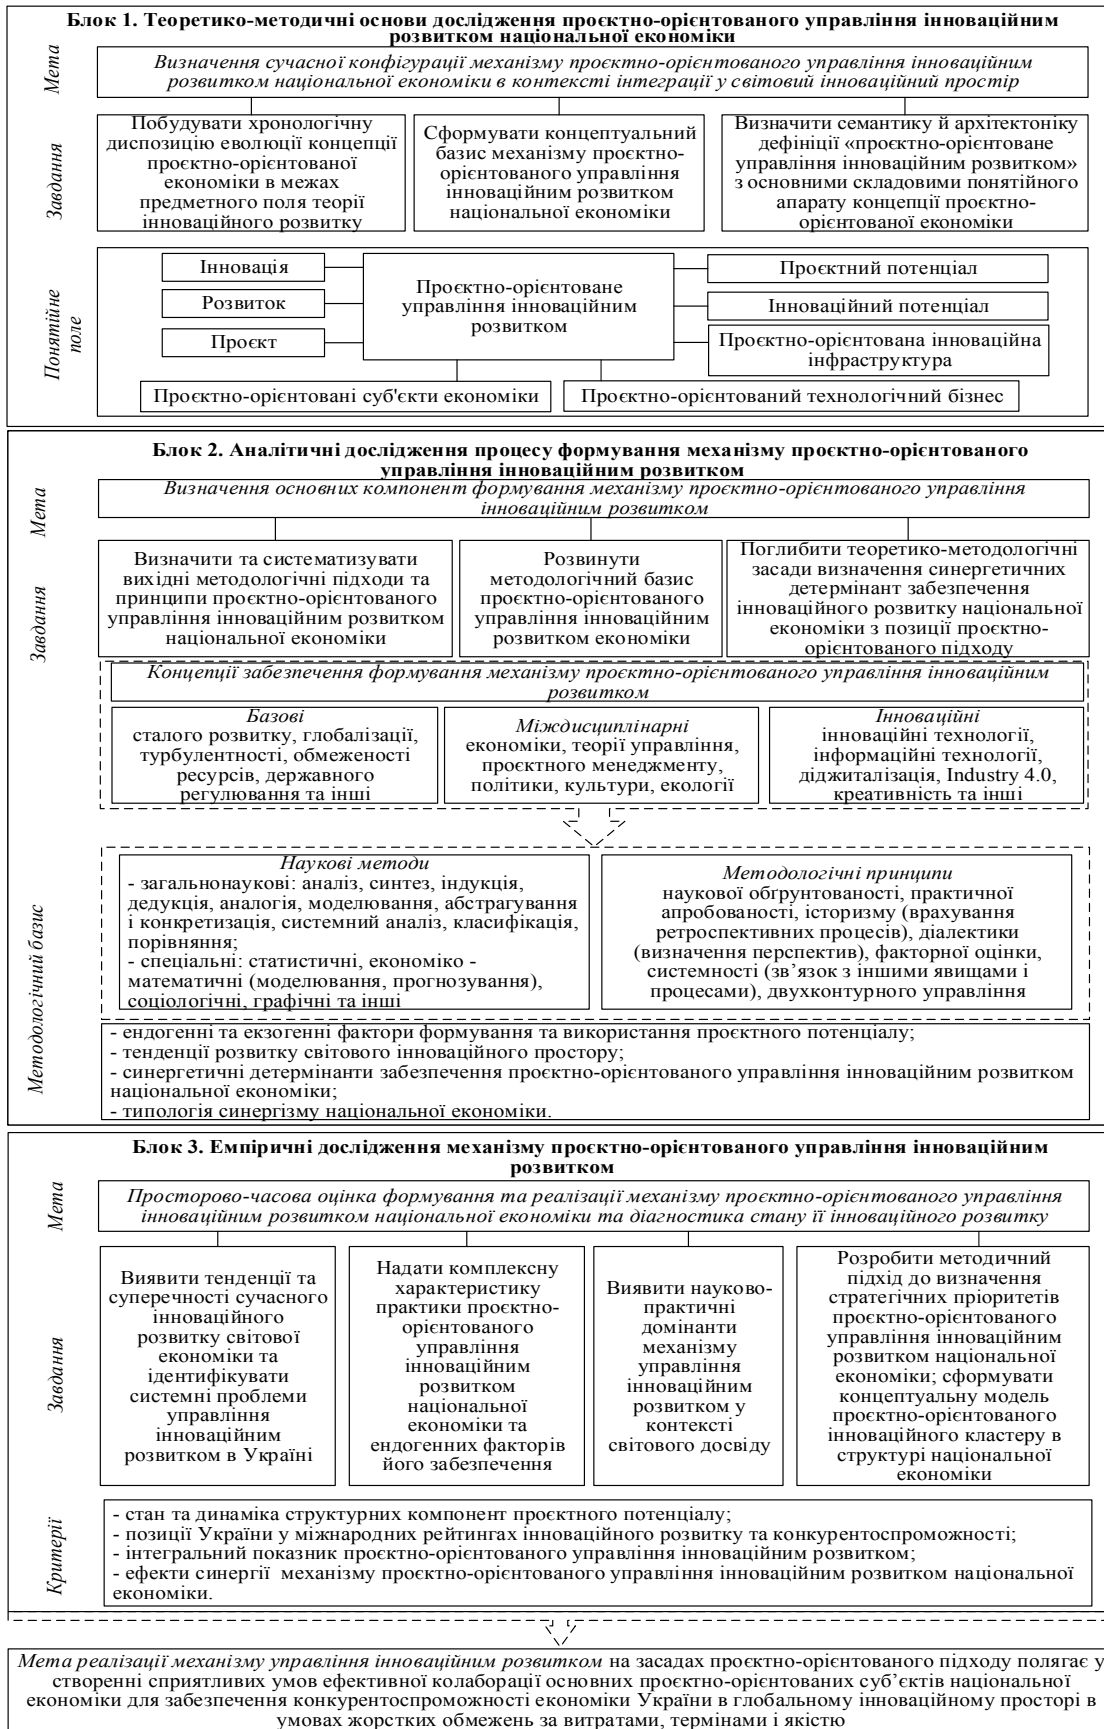 Блок 1. Теоретико-методичні основи дослідження проєктно-орієнтованого управління інноваційним
розвитком національної економіки
Мета
Визначення сучасної конфігурації механізму проєктно-орієнтованого управління інноваційним
розвитком національної економіки в контексті інтеграції у світовий інноваційний простір
Завдання
Побудувати хронологічну
диспозицію еволюції концепції
проєктно-орієнтованої
економіки в межах
предметного поля теорії
інноваційного розвитку
Сформувати концептуальний
базис механізму проєктно-
орієнтованого управління
інноваційним розвитком
національної економіки
Визначити семантику й архітектоніку
дефініції «проєктно-орієнтоване
управління інноваційним розвитком»
з основними складовими понятійного
апарату концепції проєктно-
орієнтованої економіки
Понятійне
поле
Інновація
Розвиток
Проєкт
Проєктно-орієнтоване
управління інноваційним
розвитком
Проєктний потенціал
Інноваційний потенціал
Проєктно-орієнтована інноваційна
інфраструктура
Проєктно-орієнтовані суб'єкти економіки
Проєктно-орієнтований технологічний бізнес
Блок 2. Аналітичні дослідження процесу формування механізму проєктно-орієнтованого
управління інноваційним розвитком
Мета
Визначення основних компонент формування механізму проєктно-орієнтованого управління
інноваційним розвитком
Завдання
Визначити та систематизувати
вихідні методологічні підходи та
принципи проєктно-орієнтованого
управління інноваційним розвитком
національної економіки
Розвинути
методологічний базис
проєктно-орієнтованого
управління інноваційним
розвитком економіки
Поглибити теоретико-методологічні
засади визначення синергетичних
детермінант забезпечення
інноваційного розвитку національної
економіки з позиції проєктно-
орієнтованого підходу
Концепції забезпечення формування механізму проєктно-орієнтованого управління інноваційним
розвитком
Базові
сталого розвитку, глобалізації,
турбулентності, обмеженості
ресурсів, державного
регулювання та інші
Міждисциплінарні
економіки, теорії управління,
проєктного менеджменту,
політики, культури, екології
Інноваційні
інноваційні технології,
інформаційні технології,
діджиталізація, Industry 4.0,
креативність та інші
Методологічний базис
Наукові методи
- загальнонаукові: аналіз, синтез, індукція,
дедукція, аналогія, моделювання, абстрагування
і конкретизація, системний аналіз, класифікація,
порівняння;
- спеціальні: статистичні, економіко -
математичні (моделювання, прогнозування),
соціологічні, графічні та інші
Методологічні принципи
наукової обґрунтованості, практичної
апробованості, історизму (врахування
ретроспективних процесів), діалектики
(визначення перспектив), факторної оцінки,
системності (зв’язок з іншими явищами і
процесами), двухконтурного управління
- ендогенні та екзогенні фактори формування та використання проєктного потенціалу;
- тенденції розвитку світового інноваційного простору;
- синергетичні детермінанти забезпечення проєктно-орієнтованого управління інноваційним розвитком
національної економіки;
- типологія синергізму національної економіки.
Блок 3. Емпіричні дослідження механізму проєктно-орієнтованого управління інноваційним
розвитком
Мета
Просторово-часова оцінка формування та реалізації механізму проєктно-орієнтованого управління
інноваційним розвитком національної економіки та діагностика стану її інноваційного розвитку
Завдання
Виявити тенденції та
суперечності сучасного
інноваційного
розвитку світової
економіки та
ідентифікувати
системні проблеми
управління
інноваційним
розвитком в Україні
Надати комплексну
характеристику
практики проєктно-
орієнтованого
управління
інноваційним
розвитком
національної
економіки та
ендогенних факторів
його забезпечення
Виявити науково-
практичні
домінанти
механізму
управління
інноваційним
розвитком у
контексті
світового досвіду
Розробити методичний
підхід до визначення
стратегічних пріоритетів
проєктно-орієнтованого
управління інноваційним
розвитком національної
економіки; сформувати
концептуальну модель
проєктно-орієнтованого
інноваційного кластеру в
структурі національної
економіки
Критерії
- стан та динаміка структурних компонент проєктного потенціалу;
- позиції України у міжнародних рейтингах інноваційного розвитку та конкурентоспроможності;
- інтегральний показник проєктно-орієнтованого управління інноваційним розвитком;
- ефекти синергії механізму проєктно-орієнтованого управління інноваційним розвитком національної
економіки.
Мета реалізації механізму управління інноваційним розвитком на засадах проєктно-орієнтованого підходу полягає у
створенні сприятливих умов ефективної колаборації основних проєктно-орієнтованих суб’єктів національної
економіки для забезпечення конкурентоспроможності економіки України в глобальному інноваційному просторі в
умовах жорстких обмежень за витратами, термінами і якістю